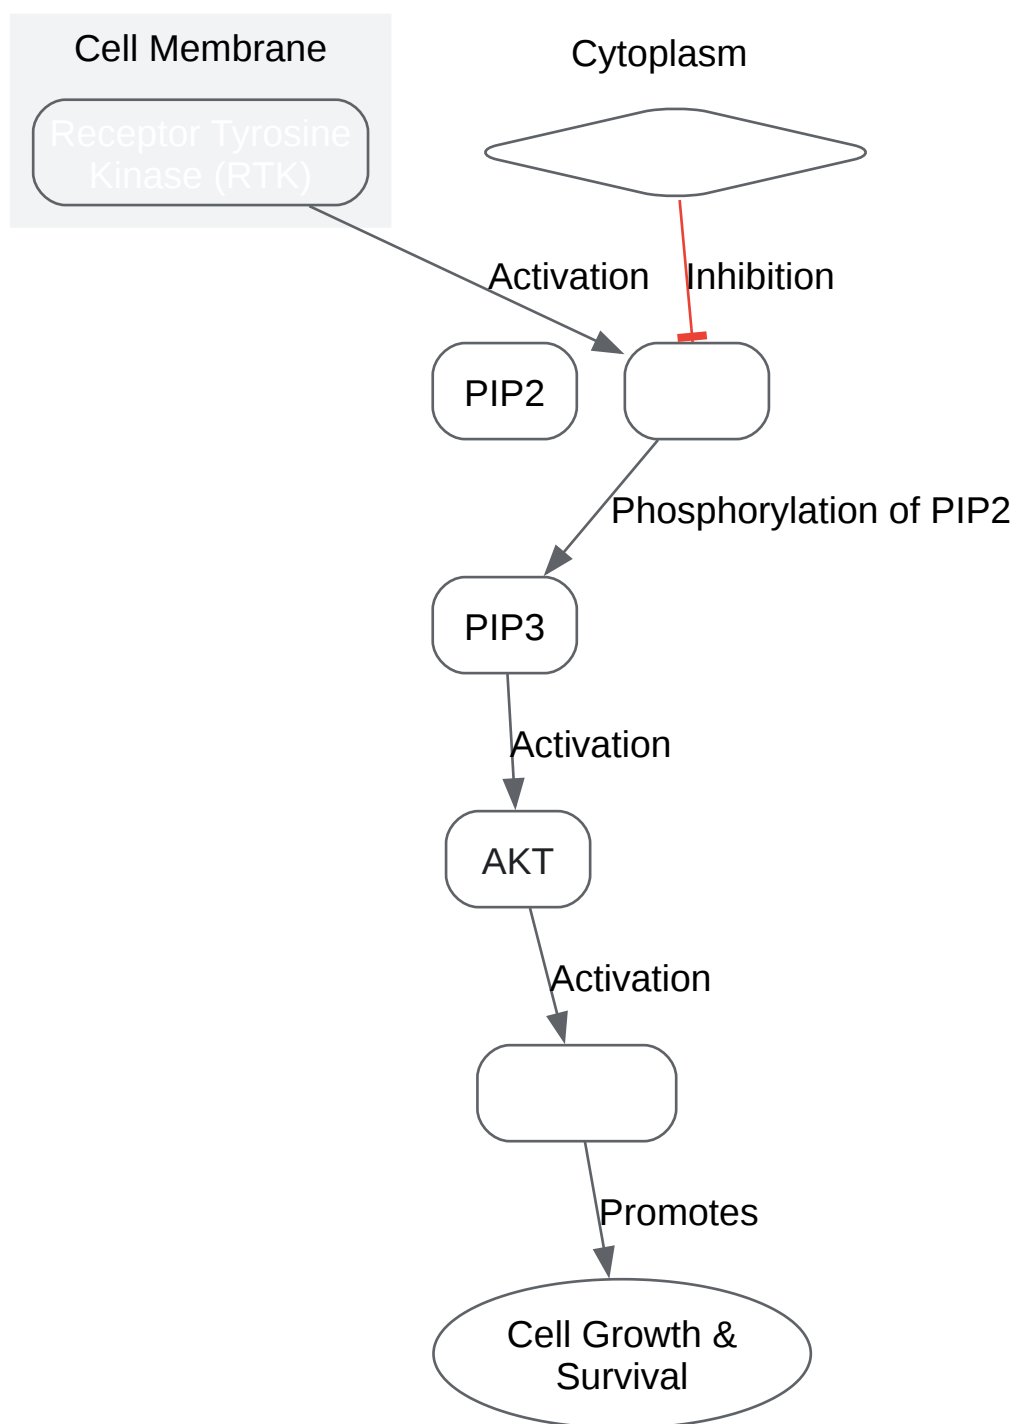 Cell Membrane
Cytoplasm
Receptor Tyrosine
Kinase (RTK)
Activation
Inhibition
PIP2
Phosphorylation of PIP2
PIP3
Activation
AKT
Activation
Promotes
Cell Growth &
Survival